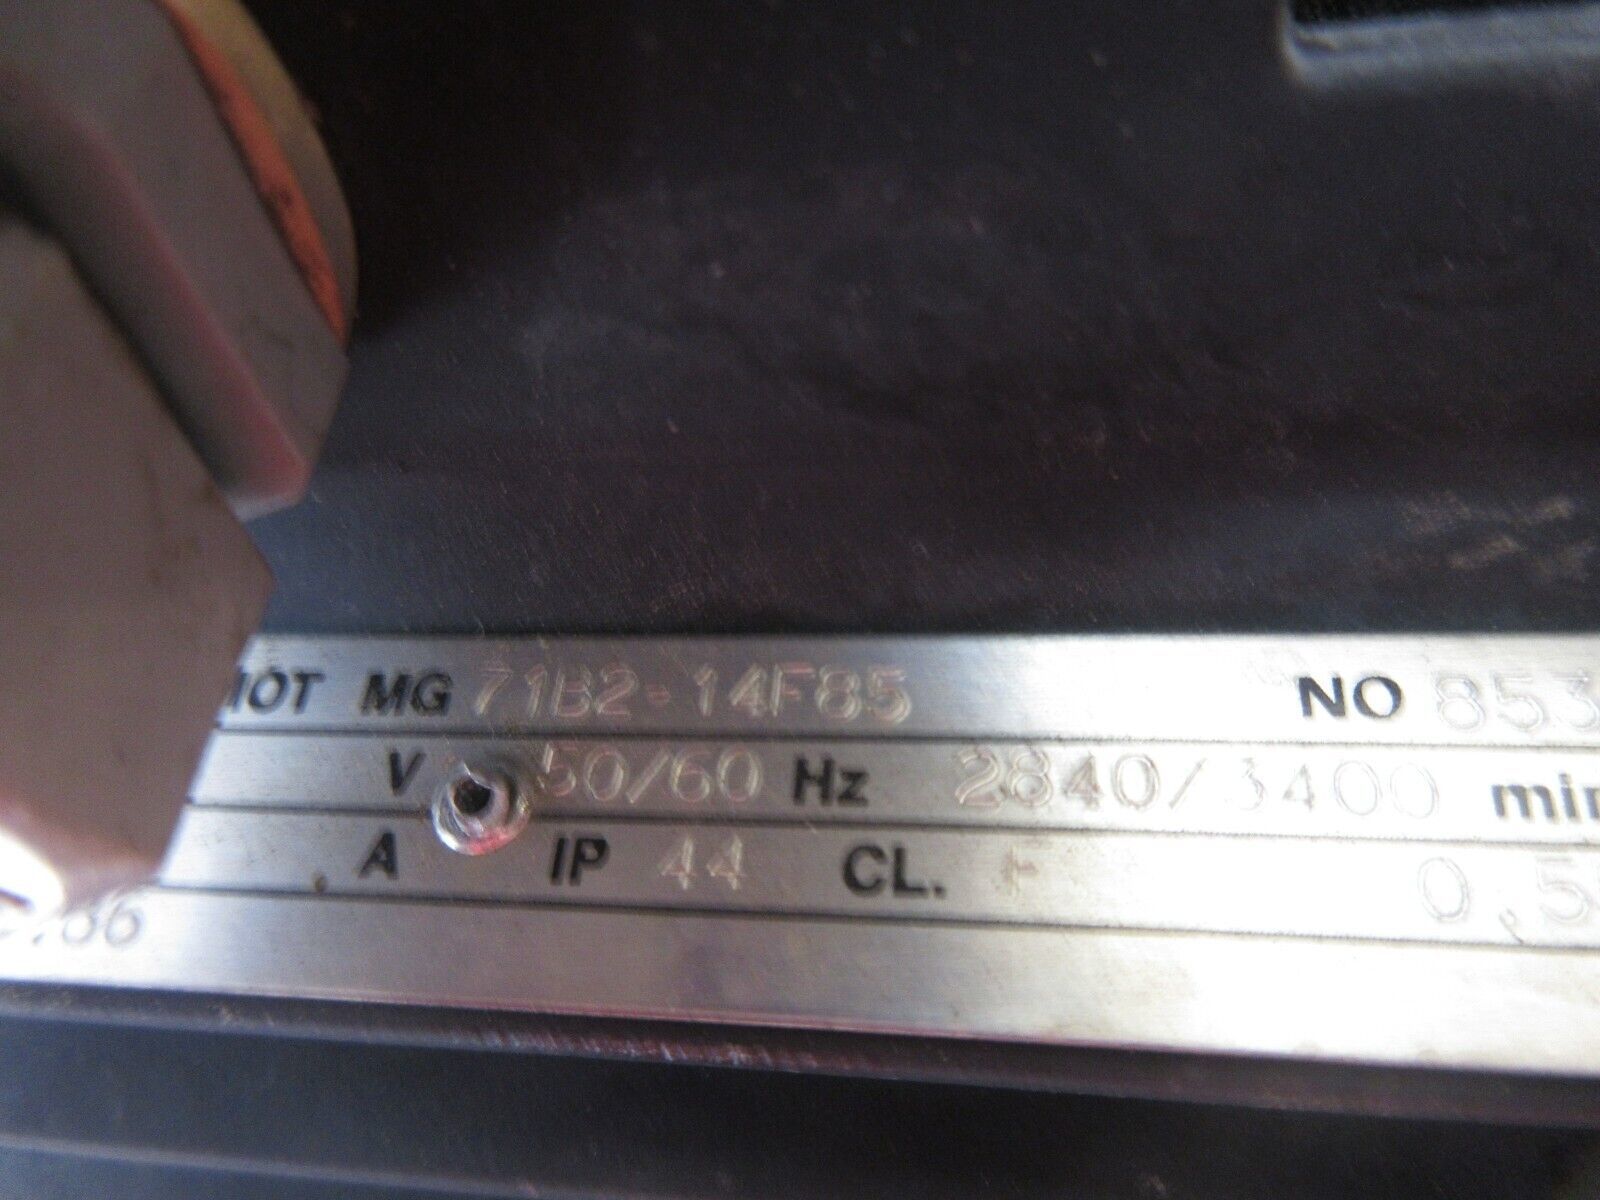 MOT MG 71B2-14F85 NO 853
V 50/60 Hz 2840/3400 min
A IP 44 CL. F 0,5